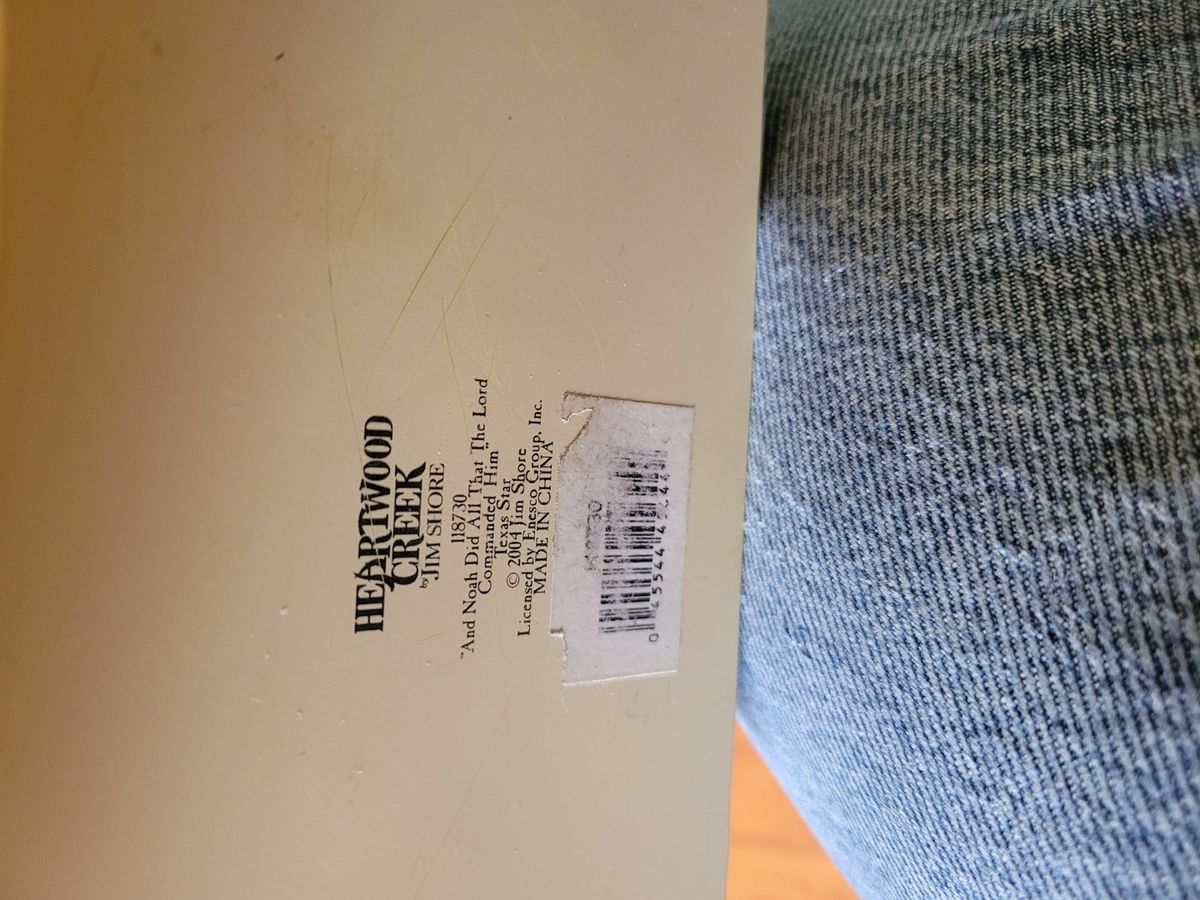 HEARTWOOD
CREEK
by
JIM SHORE
118730
"And Noah Did All That The Lord
Commanded Him"
Texas Star
© 2004 Jim Shore
Licensed by Enesco Group, Inc.
MADE IN CHINA